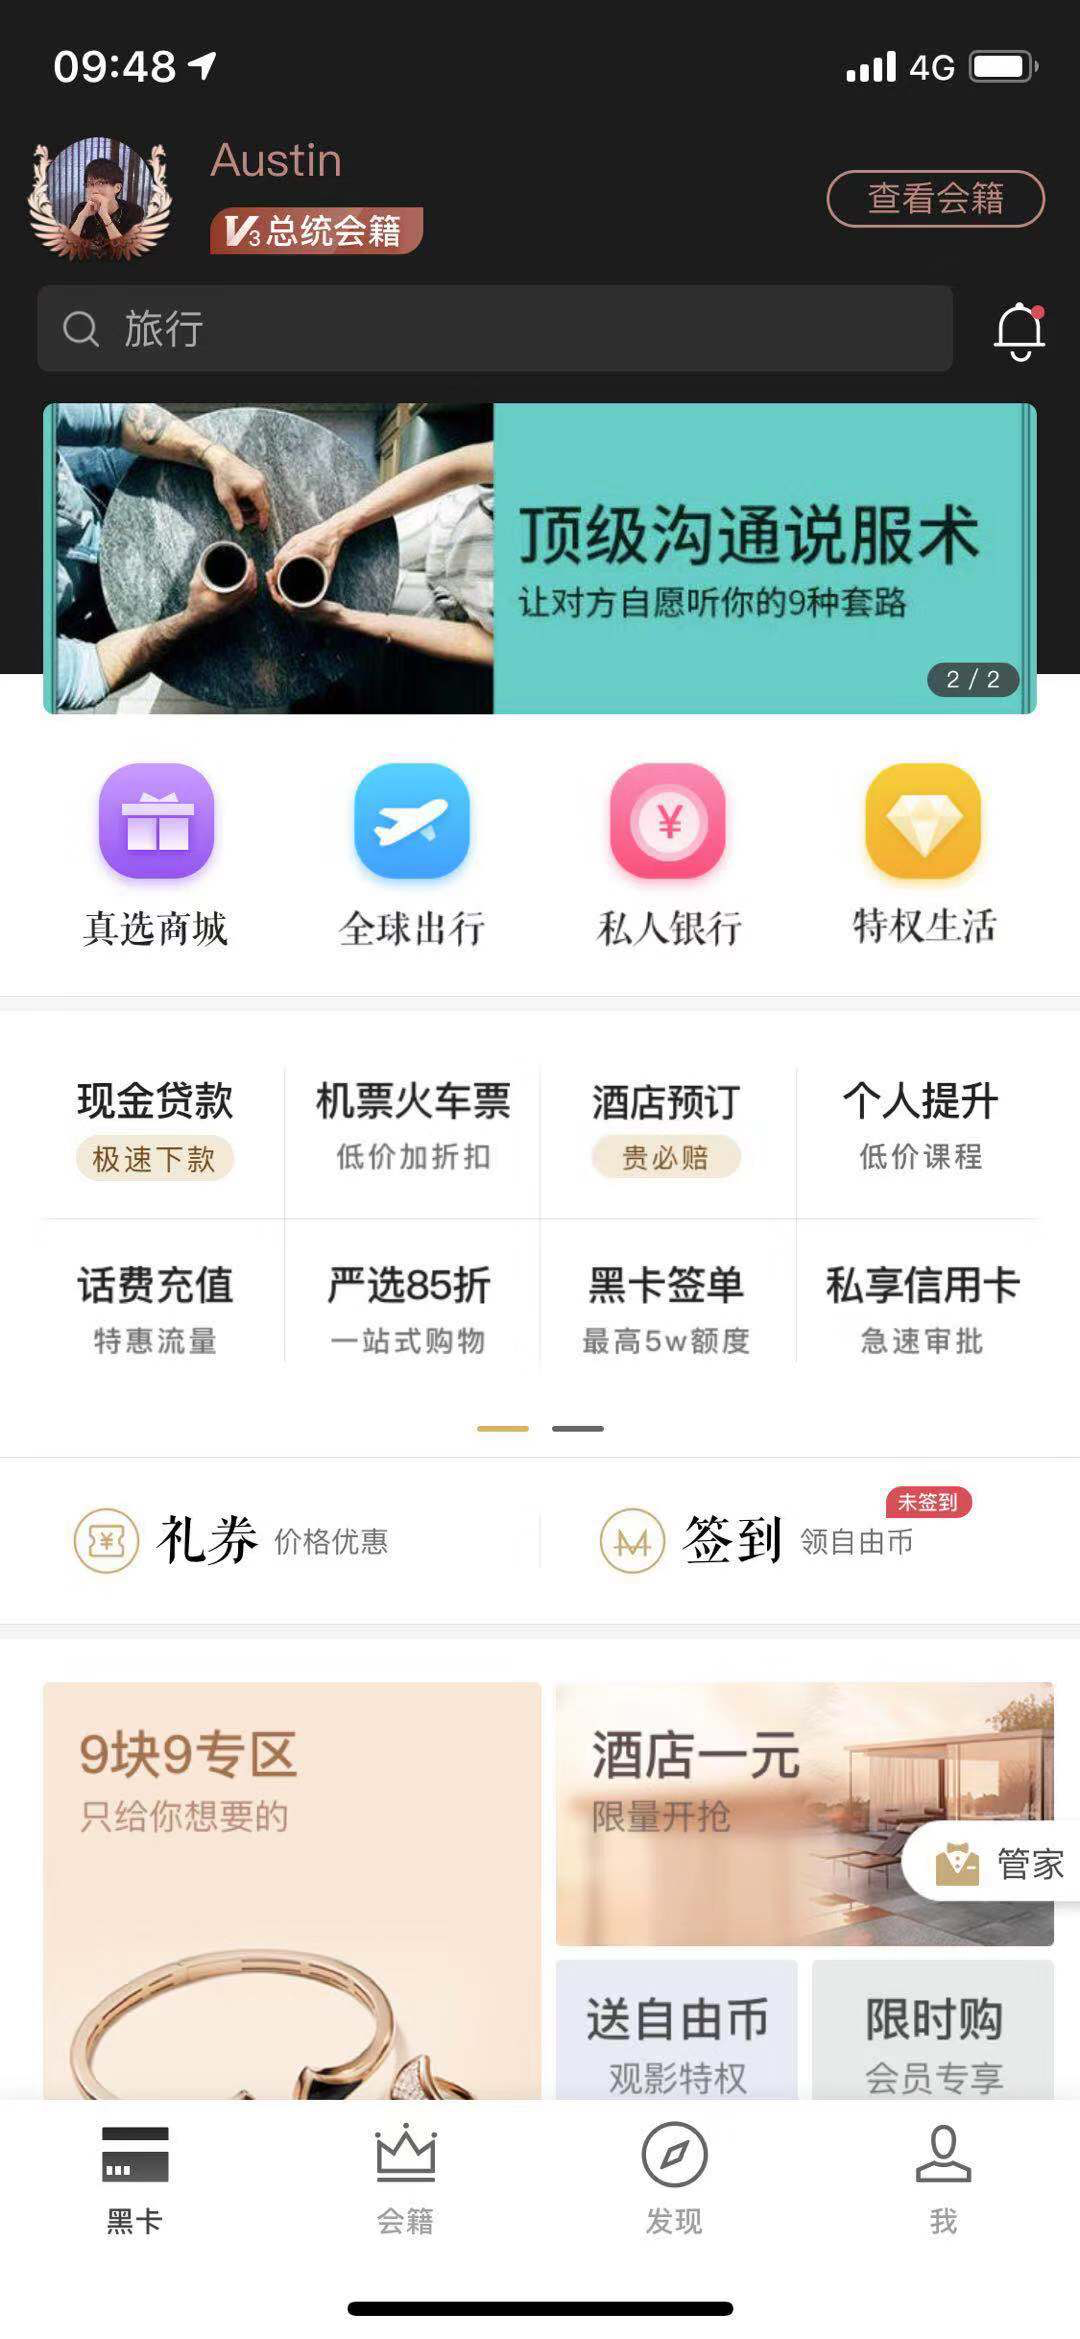 09:48
4G
Austin
V3总统会籍
查看会籍
旅行
顶级沟通说服术
让对方自愿听你的9种套路
2 / 2
真选商城
全球出行
¥
私人银行
特权生活
现金贷款
机票火车票
酒店预订
个人提升
极速下款
低价加折扣
贵必赔
低价课程
话费充值
严选85折
黑卡签单
私享信用卡
特惠流量
一站式购物
最高5w额度
急速审批
¥
礼券 价格优惠
签到 领自由币
未签到
9块9专区
只给你想要的
酒店一元
限量开抢
管家
送自由币
观影特权
限时购
会员专享
黑卡
会籍
发现
我